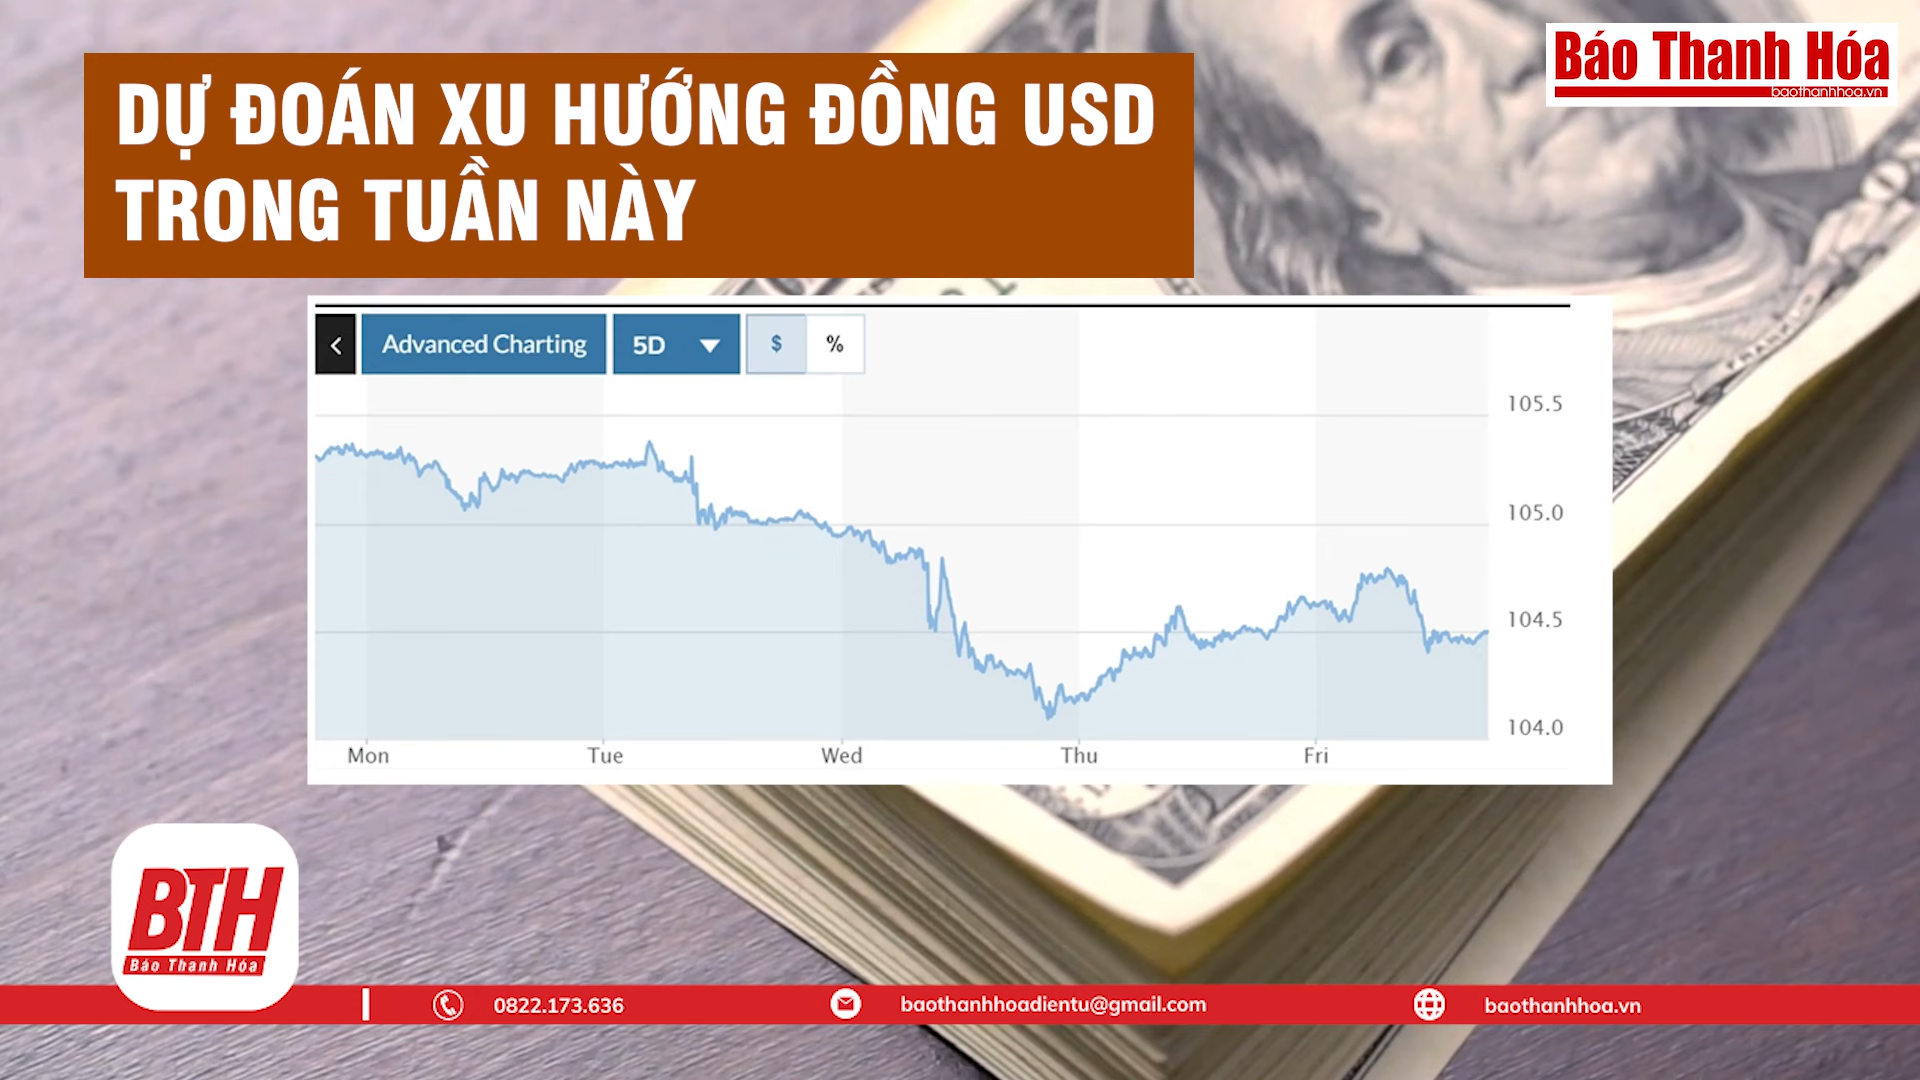 DỰ ĐOÁN XU HƯỚNG ĐỒNG USD
TRONG TUẦN NÀY
Báo Thanh Hóa
baothanhhoa.vn
Advanced Charting
5D
$
%
105.5
105.0
104.5
104.0
Mon
Tue
Wed
Thu
Fri
BTH
Báo Thanh Hóa
0822.173.636
baothanhhoadientu@gmail.com
baothanhhoa.vn